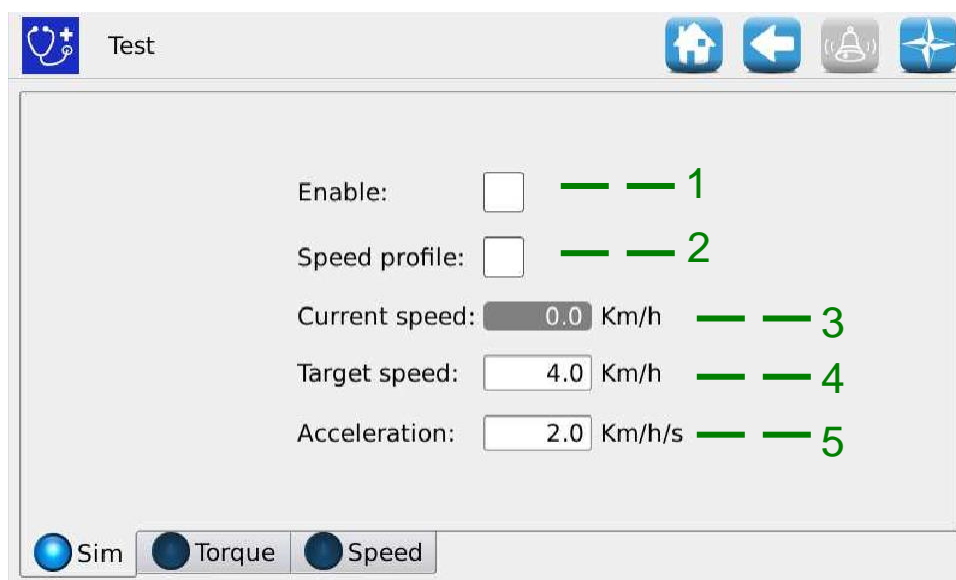 Test
Enable: 1
Speed profile: 2
Current speed: 0.0 Km/h 3
Target speed: 4.0 Km/h 4
Acceleration: 2.0 Km/h/s 5
Sim Torque Speed